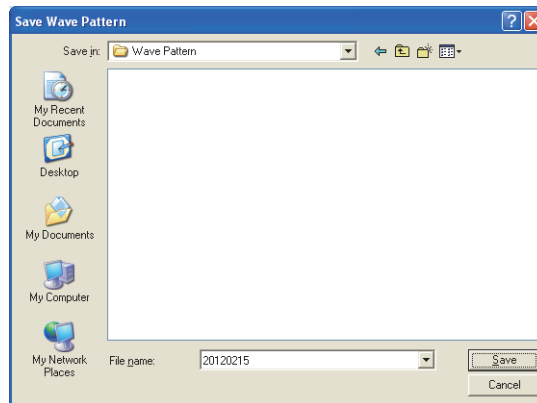 Save Wave Pattern
Save in: Wave Pattern
My Recent
Documents
Desktop
My Documents
My Computer
My Network
Places
File name: 20120215 Save
Cancel